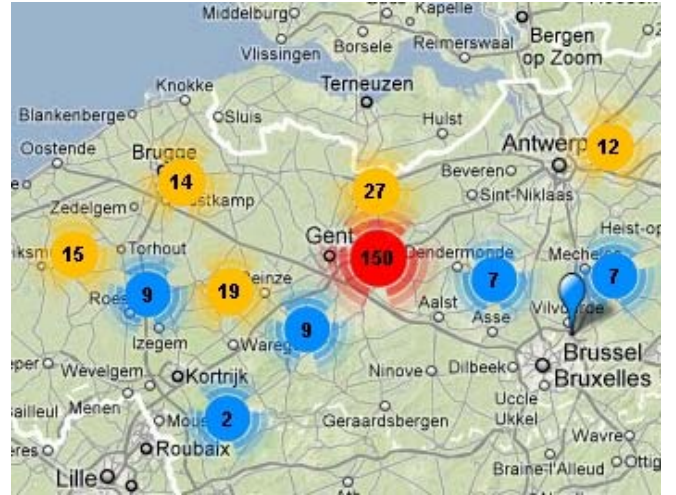 Middelburg
Kapelle
Bergen
op Zoom
Vlissingen
Borsele
Reimerswaal
Terneuzen
Knokke
Blankenberge
Sluis
Hulst
Oostende
Brugge
Antwerp
12
Beveren
14
27
Sint-Niklaas
Zedelgem
Heist-op
Torhout
Gent
150
Dendermonde
15
7
7
9
19
Deinze
Aalst
Vilvoorde
Asse
9
Izegem
Brussel
Bruxelles
Wevelgem
Kortrijk
Ninove
Dilbeek
Uccle
Ukkel
Menen
2
Geraardsbergen
Roubaix
Wavre
Lille
Braine-l'Alleud
Ottig